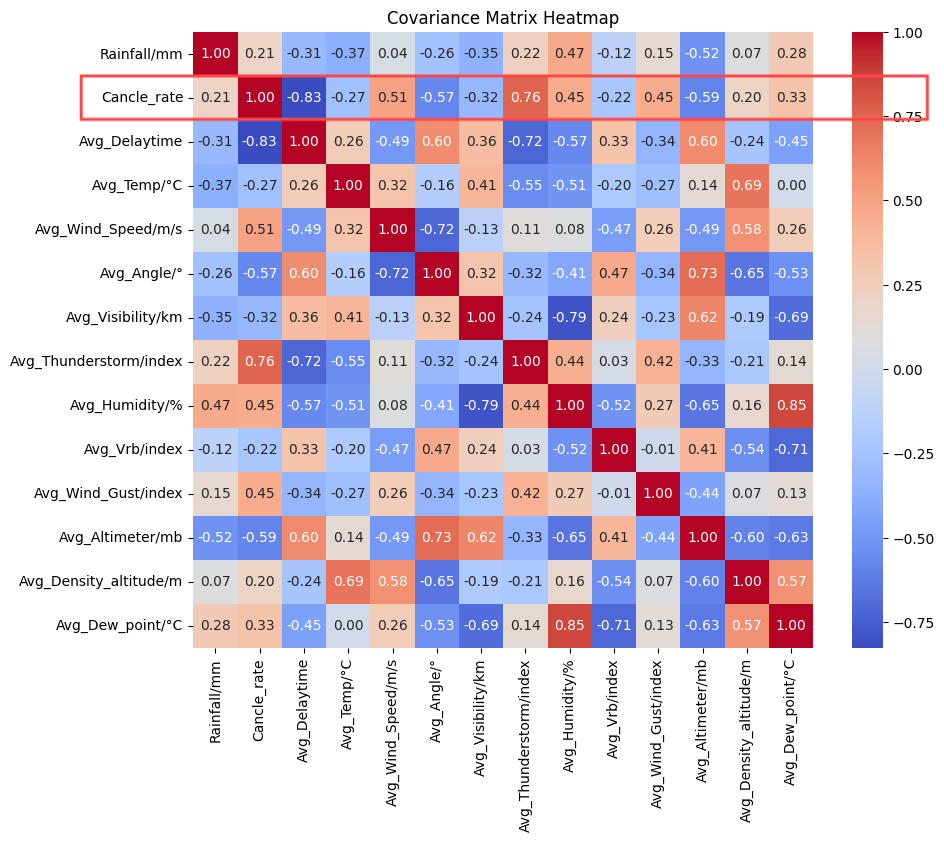 Covariance Matrix Heatmap
Rainfall/mm 1.00 0.21 -0.31 -0.37 0.04 -0.26 -0.35 0.22 0.47 -0.12 0.15 -0.52 0.07 0.28
Cancle_rate 0.21 1.00 -0.83 -0.27 0.51 -0.57 -0.32 0.76 0.45 -0.22 0.45 -0.59 0.20 0.33
Avg_Delaytime -0.31 -0.83 1.00 0.26 -0.49 0.60 0.36 -0.72 -0.57 0.33 -0.34 0.60 -0.24 -0.45
Avg_Temp/°C -0.37 -0.27 0.26 1.00 0.32 -0.16 0.41 -0.55 -0.51 -0.20 -0.27 0.14 0.69 0.00
Avg_Wind_Speed/m/s 0.04 0.51 -0.49 0.32 1.00 -0.72 -0.13 0.11 0.08 -0.47 0.26 -0.49 0.58 0.26
Avg_Angle/° -0.26 -0.57 0.60 -0.16 -0.72 1.00 0.32 -0.32 -0.41 0.47 -0.34 0.73 -0.65 -0.53
Avg_Visibility/km -0.35 -0.32 0.36 0.41 -0.13 0.32 1.00 -0.24 -0.79 0.24 -0.23 0.62 -0.19 -0.69
Avg_Thunderstorm/index 0.22 0.76 -0.72 -0.55 0.11 -0.32 -0.24 1.00 0.44 0.03 0.42 -0.33 -0.21 0.14
Avg_Humidity/% 0.47 0.45 -0.57 -0.51 0.08 -0.41 -0.79 0.44 1.00 -0.52 0.27 -0.65 0.16 0.85
Avg_Vrb/index -0.12 -0.22 0.33 -0.20 -0.47 0.47 0.24 0.03 -0.52 1.00 -0.01 0.41 -0.54 -0.71
Avg_Wind_Gust/index 0.15 0.45 -0.34 -0.27 0.26 -0.34 -0.23 0.42 0.27 -0.01 1.00 -0.44 0.07 0.13
Avg_Altimeter/mb -0.52 -0.59 0.60 0.14 -0.49 0.73 0.62 -0.33 -0.65 0.41 -0.44 1.00 -0.60 -0.63
Avg_Density_altitude/m 0.07 0.20 -0.24 0.69 0.58 -0.65 -0.19 -0.21 0.16 -0.54 0.07 -0.60 1.00 0.57
Avg_Dew_point/°C 0.28 0.33 -0.45 0.00 0.26 -0.53 -0.69 0.14 0.85 -0.71 0.13 -0.63 0.57 1.00
Rainfall/mm
Cancle_rate
Avg_Delaytime
Avg_Temp/°C
Avg_Wind_Speed/m/s
Avg_Angle/°
Avg_Visibility/km
Avg_Thunderstorm/index
Avg_Humidity/%
Avg_Vrb/index
Avg_Wind_Gust/index
Avg_Altimeter/mb
Avg_Density_altitude/m
Avg_Dew_point/°C
1.00
0.75
0.50
0.25
0.00
−0.25
−0.50
−0.75